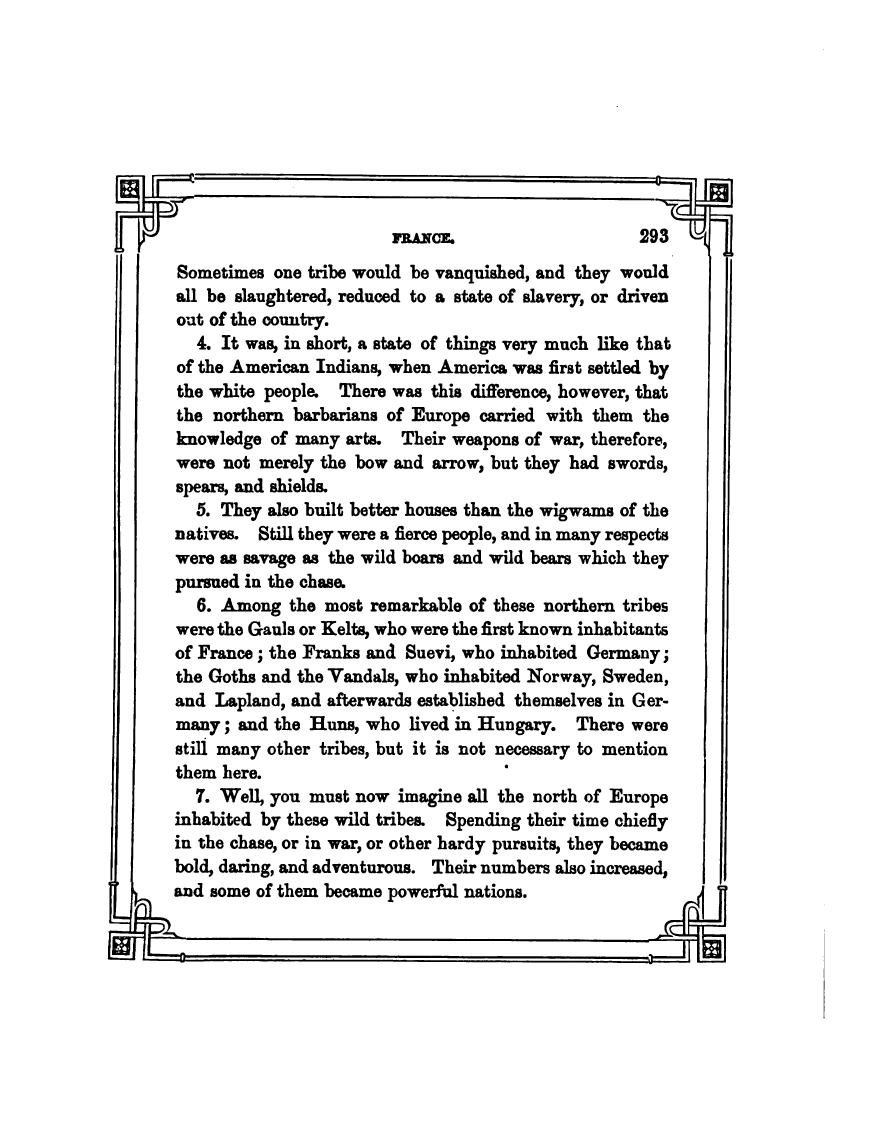 FRANCE. 293
Sometimes one tribe would be vanquished, and they would
all be slaughtered, reduced to a state of slavery, or driven
out of the country.
4. It was, in short, a state of things very much like that
of the American Indians, when America was first settled by
the white people. There was this difference, however, that
the northern barbarians of Europe carried with them the
knowledge of many arts. Their weapons of war, therefore,
were not merely the bow and arrow, but they had swords,
spears, and shields.
5. They also built better houses than the wigwams of the
natives. Still they were a fierce people, and in many respects
were as savage as the wild boars and wild bears which they
pursued in the chase.
6. Among the most remarkable of these northern tribes
were the Gauls or Kelts, who were the first known inhabitants
of France; the Franks and Suevi, who inhabited Germany;
the Goths and the Vandals, who inhabited Norway, Sweden,
and Lapland, and afterwards established themselves in Ger-
many; and the Huns, who lived in Hungary. There were
still many other tribes, but it is not necessary to mention
them here.
7. Well, you must now imagine all the north of Europe
inhabited by these wild tribes. Spending their time chiefly
in the chase, or in war, or other hardy pursuits, they became
bold, daring, and adventurous. Their numbers also increased,
and some of them became powerful nations.